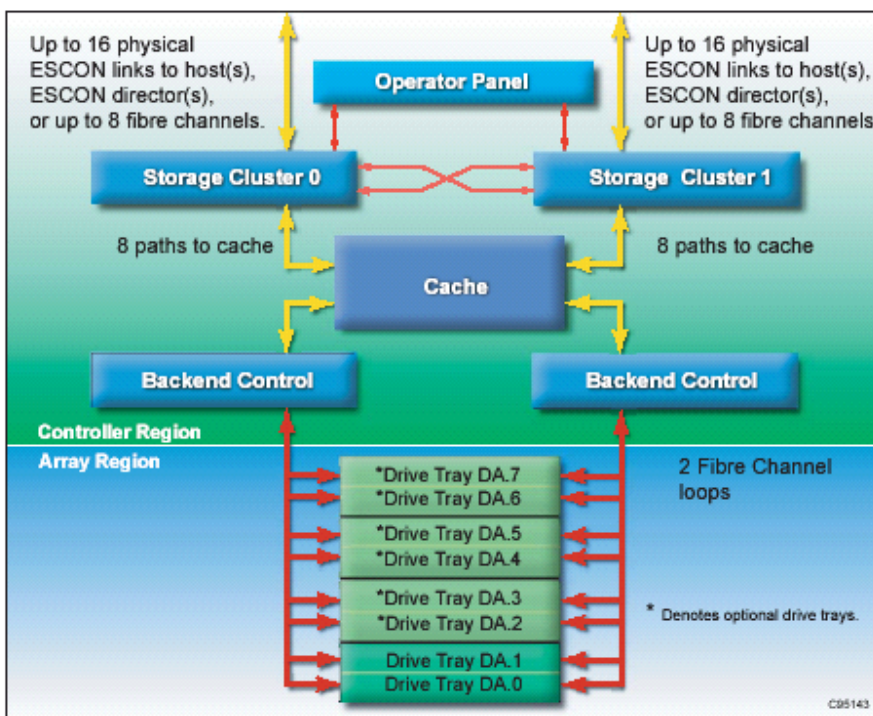 Up to 16 physical
ESCON links to host(s),
ESCON director(s),
or up to 8 fibre channels.
Up to 16 physical
ESCON links to host(s),
ESCON director(s),
or up to 8 fibre channels
Operator Panel
Storage Cluster 0
Storage Cluster 1
8 paths to cache
8 paths to cache
Cache
Backend Control
Backend Control
Controller Region
Array Region
*Drive Tray DA.7
*Drive Tray DA.6
*Drive Tray DA.5
*Drive Tray DA.4
*Drive Tray DA.3
*Drive Tray DA.2
Drive Tray DA.1
Drive Tray DA.0
2 Fibre Channel
loops
* Denotes optional drive trays.
C95143